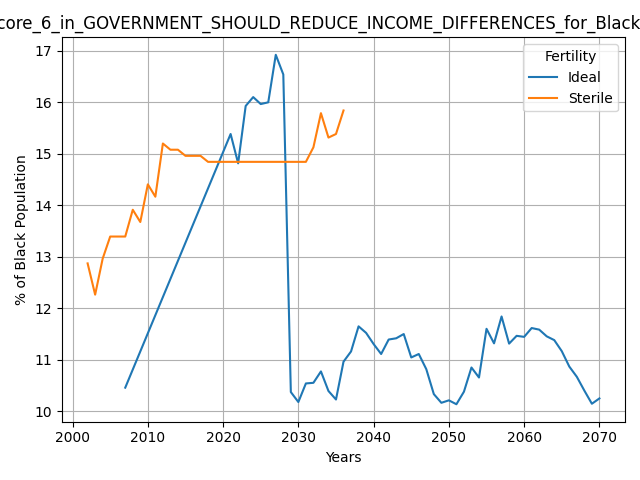 core_6_in_GOVERNMENT_SHOULD_REDUCE_INCOME_DIFFERENCES_for_Black
Fertility
Ideal
Sterile
% of Black Population
17
16
15
14
13
12
11
10
2000 2010 2020 2030 2040 2050 2060 2070
Years